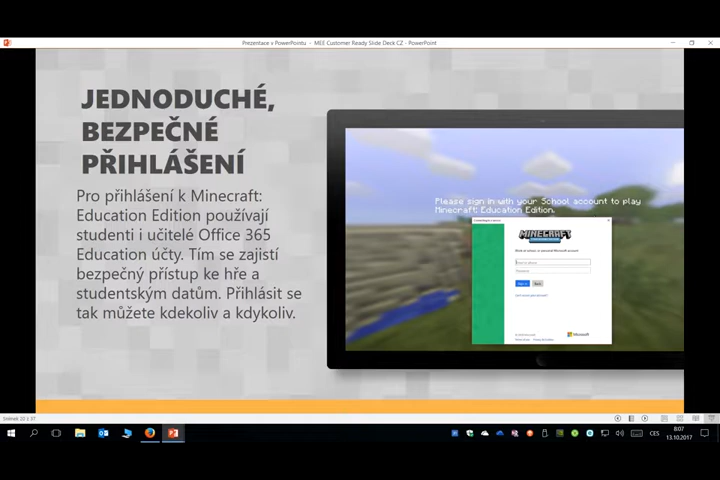 Prezentace v PowerPointu - MEE Customer Ready Slide Deck CZ - PowerPoint
JEDNODUCHÉ,
BEZPEČNÉ
PŘIHLÁŠENÍ
Pro přihlášení k Minecraft:
Education Edition používají
studenti i učitelé Office 365
Education účty. Tím se zajistí
bezpečný přístup ke hře a
studentským datům. Přihlásit se
tak můžete kdekoliv a kdykoliv.
Please sign in with your School account to play
Minecraft: Education Edition.
MINECRAFT
Sign in
Back
Microsoft
CES
8:07
13.10.2017